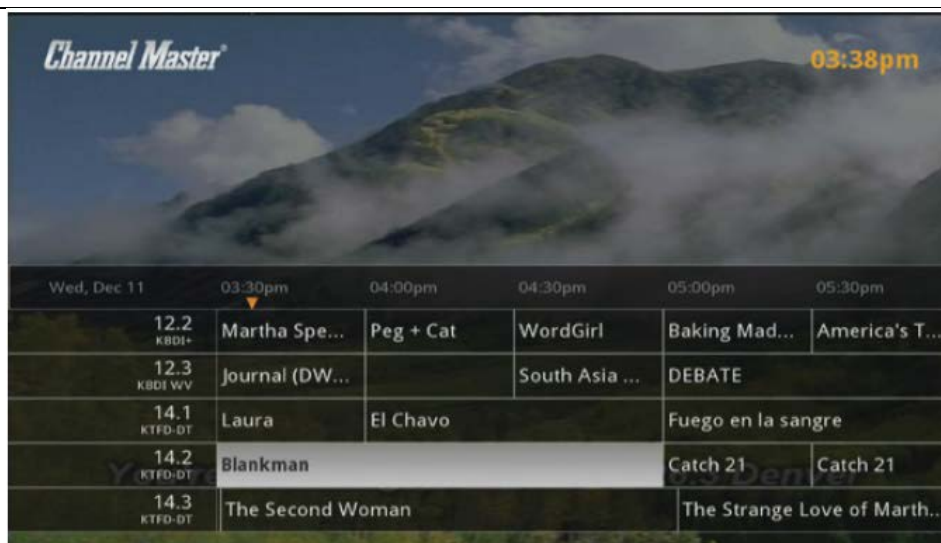 Channel Master®
03:38pm
Wed, Dec 11 03:30pm 04:00pm 04:30pm 05:00pm 05:30pm
12.2 KBDI+ Martha Spe... Peg + Cat WordGirl Baking Mad... America's T...
12.3 KBDI WV Journal (DW... South Asia ... DEBATE
14.1 KTFD-DT Laura El Chavo Fuego en la sangre
14.2 KTFD-DT Blankman Catch 21 Catch 21
14.3 KTFD-DT The Second Woman The Strange Love of Marth..